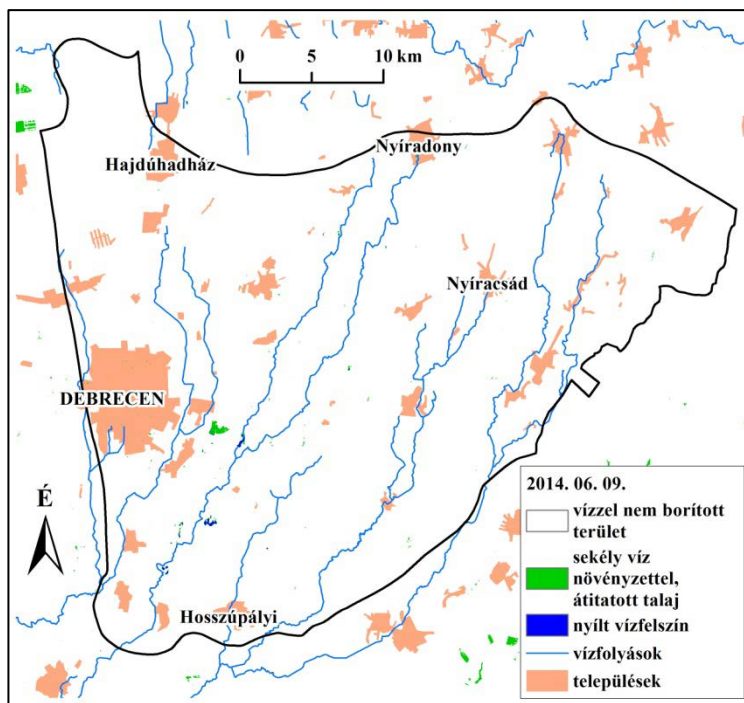 0 5 10 km
Hajdúhadház
Nyíradony
Nyíracsád
DEBRECEN
É
Hosszúpályi
2014. 06. 09.
vízzel nem borított
terület
sekély víz
növényzettel,
átitatott talaj
nyílt vízfelszín
vízfolyások
települések